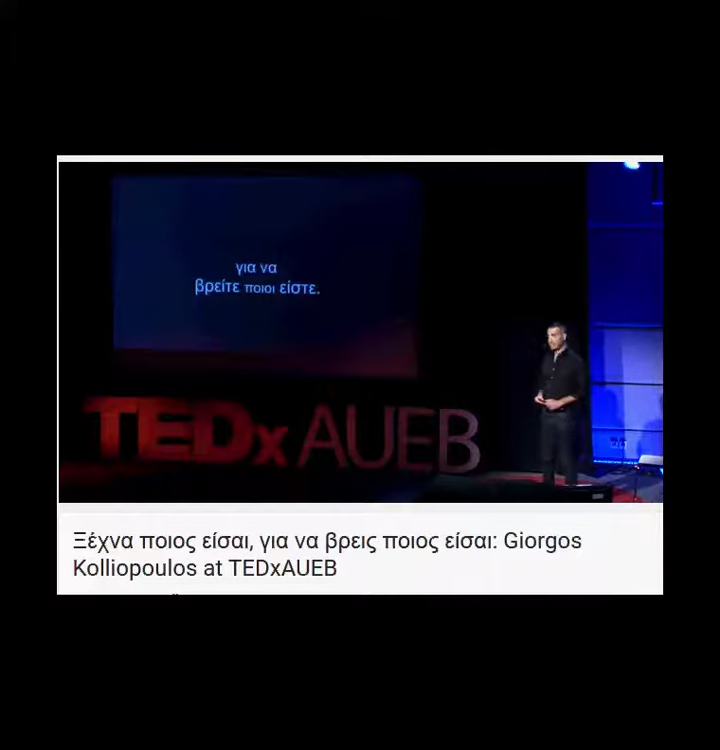 για να
βρείτε ποιοι είστε.
TEDxAUEB
Ξέχνα ποιος είσαι, για να βρεις ποιος είσαι: Giorgos
Kolliopoulos at TEDxAUEB